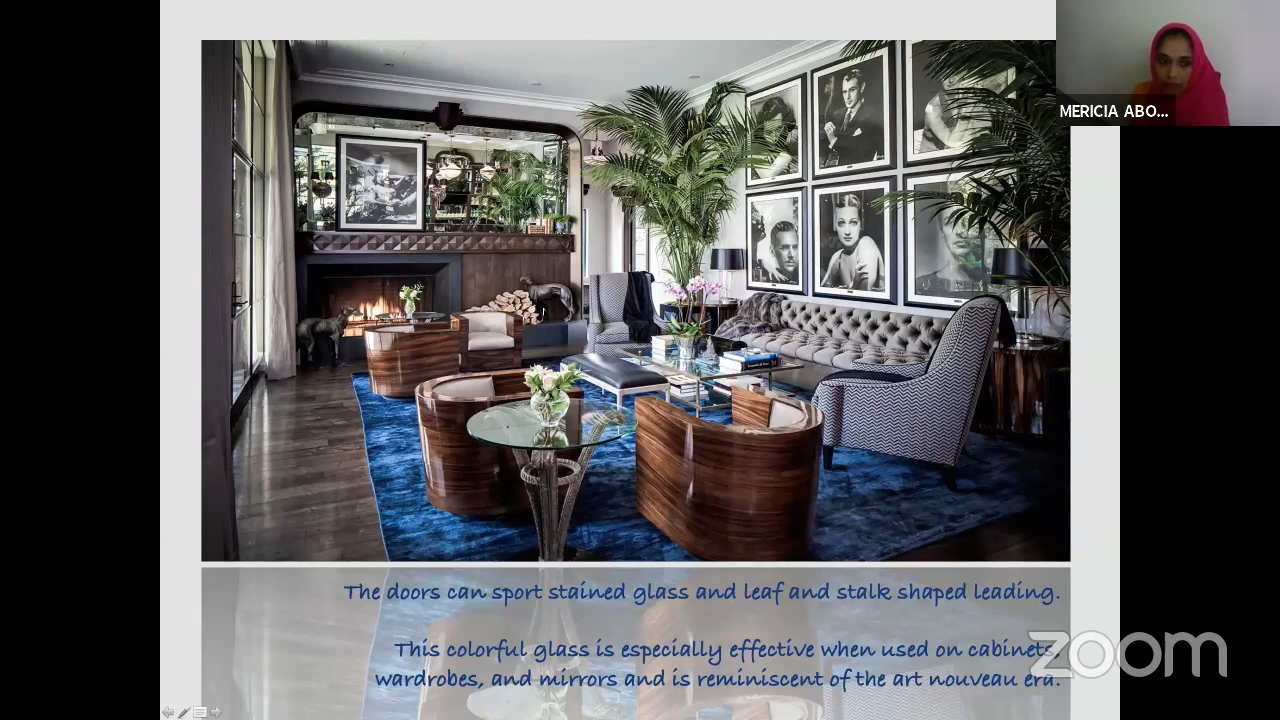 MERICIA ABO...
The doors can sport stained glass and leaf and stalk shaped leading.
This colorful glass is especially effective when used on cabinets,
wardrobes, and mirrors and is reminiscent of the art nouveau era.
zoom